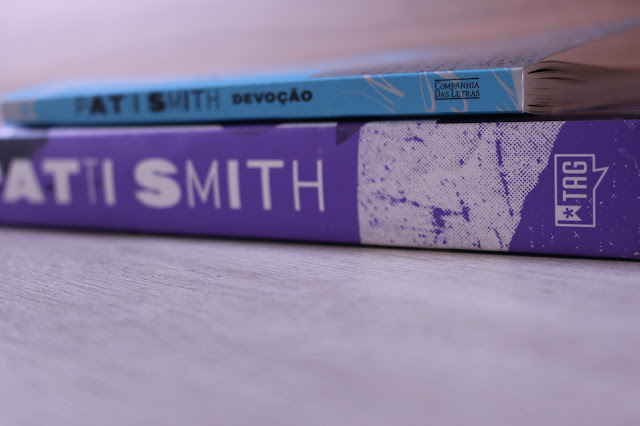 PATTI SMITH DEVOÇÃO COMPANHIA
DAS LETRAS
PATTI SMITH TAG